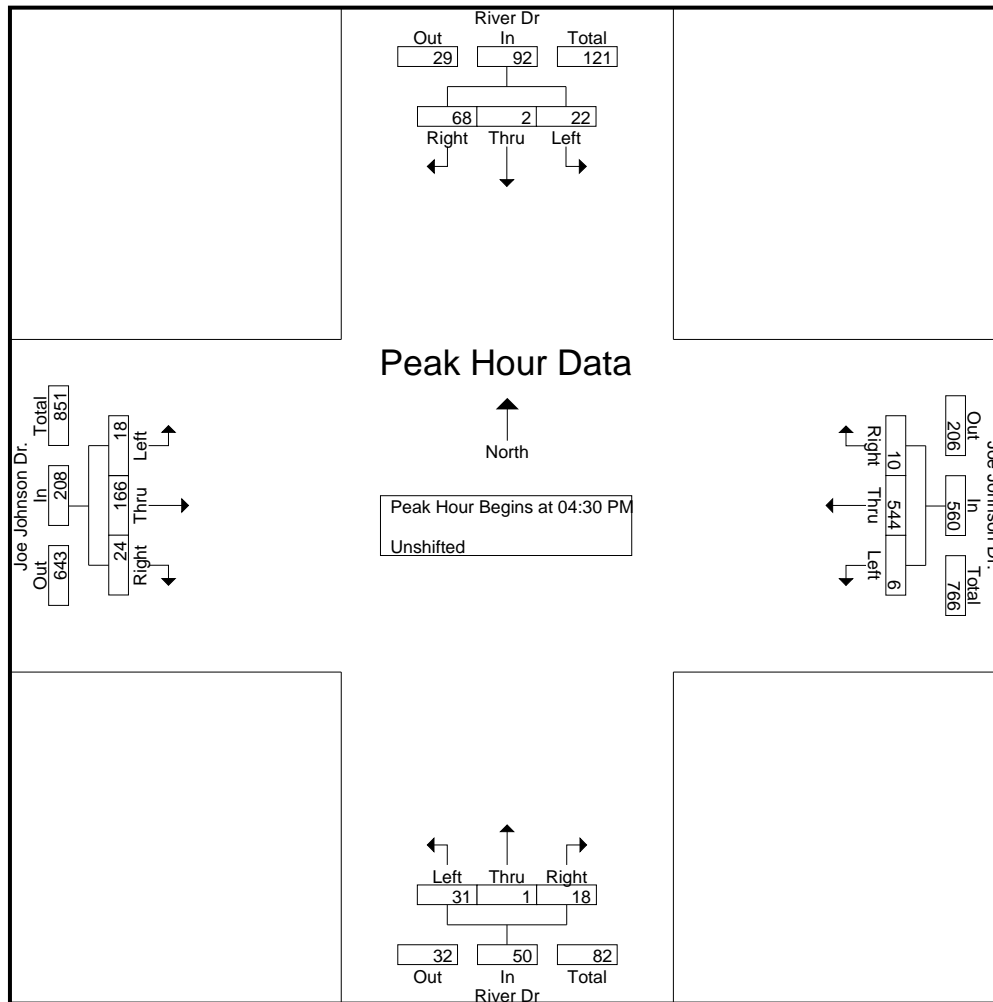 River Dr
Out In Total
29 92 121
68 2 22
Right Thru Left
Peak Hour Data
North
Peak Hour Begins at 04:30 PM
Unshifted
Joe Johnson Dr.
Out In Total
643 208 851
18 166 24
Left Thru Right
Joe Johnson Dr.
Out In Total
206 560 766
10 544 6
Right Thru Left
Left Thru Right
31 1 18
32 50 82
Out In Total
River Dr